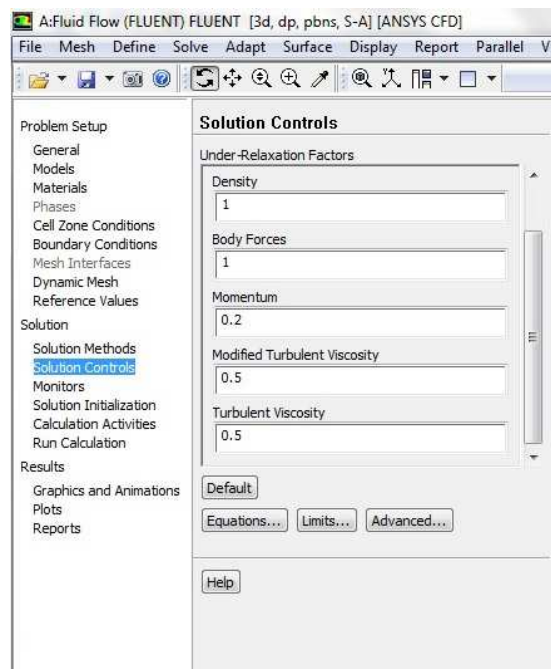 A:Fluid Flow (FLUENT) FLUENT [3d, dp, pbns, S-A] [ANSYS CFD]
File Mesh Define Solve Adapt Surface Display Report Parallel V
Problem Setup
General
Models
Materials
Phases
Cell Zone Conditions
Boundary Conditions
Mesh Interfaces
Dynamic Mesh
Reference Values
Solution
Solution Methods
Solution Controls
Monitors
Solution Initialization
Calculation Activities
Run Calculation
Results
Graphics and Animations
Plots
Reports
Solution Controls
Under-Relaxation Factors
Density
1
Body Forces
1
Momentum
0.2
Modified Turbulent Viscosity
0.5
Turbulent Viscosity
0.5
Default
Equations... Limits... Advanced...
Help